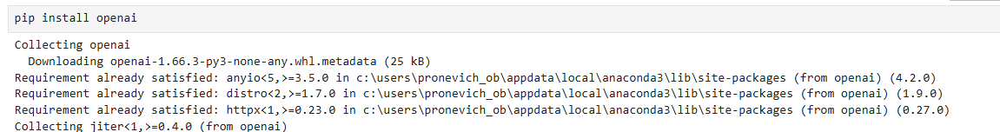 pip install openai
Collecting openai
  Downloading openai-1.66.3-py3-none-any.whl.metadata (25 kB)
Requirement already satisfied: anyio<5,>=3.5.0 in c:\users\pronevich_ob\appdata\local\anaconda3\lib\site-packages (from openai) (4.2.0)
Requirement already satisfied: distro<2,>=1.7.0 in c:\users\pronevich_ob\appdata\local\anaconda3\lib\site-packages (from openai) (1.9.0)
Requirement already satisfied: httpx<1,>=0.23.0 in c:\users\pronevich_ob\appdata\local\anaconda3\lib\site-packages (from openai) (0.27.0)
Collecting jiter<1,>=0.4.0 (from openai)